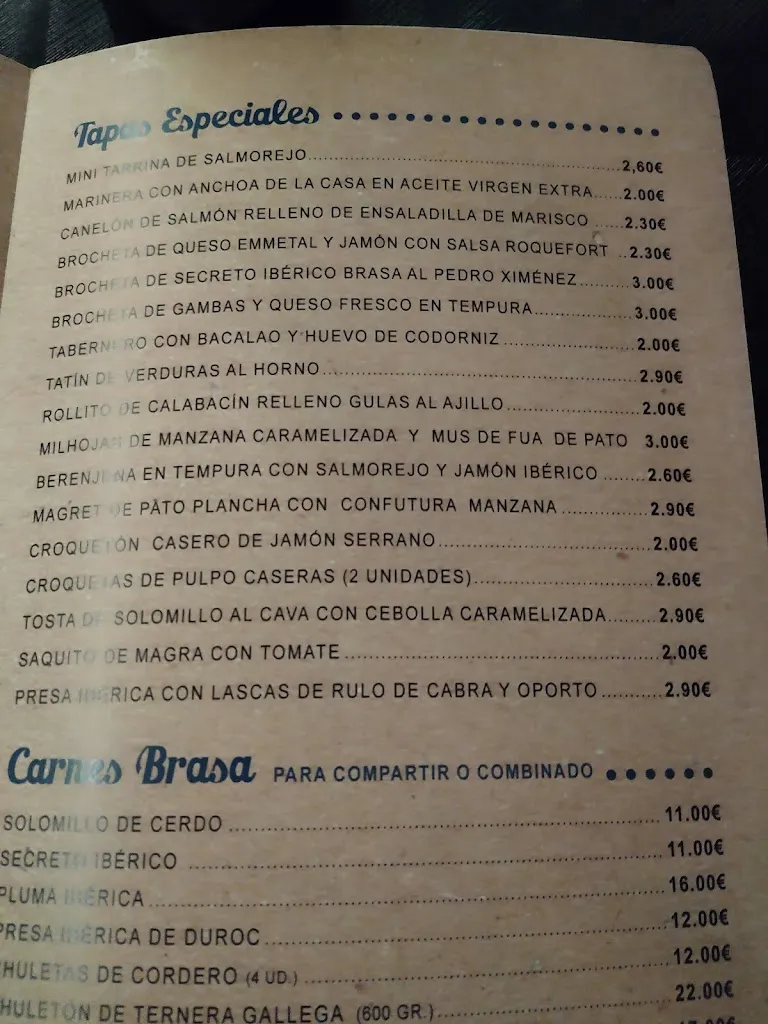 Tapas Especiales
MINI TARRINA DE SALMOREJO 2,60€
MARINERA CON ANCHOA DE LA CASA EN ACEITE VIRGEN EXTRA 2.00€
CANELÓN DE SALMÓN RELLENO DE ENSALADILLA DE MARISCO 2.30€
BROCHETA DE QUESO EMMETAL Y JAMÓN CON SALSA ROQUEFORT 2.30€
BROCHETA DE SECRETO IBÉRICO BRASA AL PEDRO XIMÉNEZ 3.00€
BROCHETA DE GAMBAS Y QUESO FRESCO EN TEMPURA 3.00€
TABERNERO CON BACALAO Y HUEVO DE CODORNIZ 2.00€
TATÍN DE VERDURAS AL HORNO 2.90€
ROLLITO DE CALABACÍN RELLENO GULAS AL AJILLO 2.00€
MILHOJAS DE MANZANA CARAMELIZADA Y MUS DE FUA DE PATO 3.00€
BERENJENA EN TEMPURA CON SALMOREJO Y JAMÓN IBÉRICO 2.60€
MAGRET DE PATO PLANCHA CON CONFUTURA MANZANA 2.90€
CROQUETÓN CASERO DE JAMÓN SERRANO 2.00€
CROQUETAS DE PULPO CASERAS (2 UNIDADES) 2.60€
TOSTA DE SOLOMILLO AL CAVA CON CEBOLLA CARAMELIZADA 2.90€
SAQUITO DE MAGRA CON TOMATE 2.00€
PRESA IBÉRICA CON LASCAS DE RULO DE CABRA Y OPORTO 2.90€
Carnes Brasa PARA COMPARTIR O COMBINADO
SOLOMILLO DE CERDO 11.00€
SECRETO IBÉRICO 11.00€
PLUMA IBÉRICA 16.00€
PRESA IBÉRICA DE DUROC 12.00€
HULETAS DE CORDERO (4 UD.) 12.00€
HULETÓN DE TERNERA GALLEGA (600 GR.) 22.00€